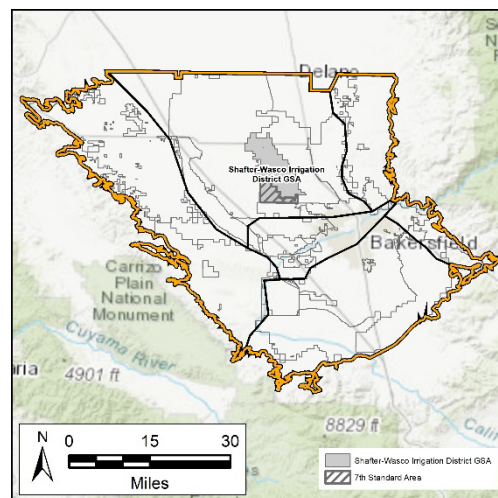 Delano
Shafter-Wasco Irrigation
District GSA
Bakersfield
Carrizo
Plain
National
Monument
Cuyama River
4901 ft
8829 ft
N
0 15 30
Miles
Shafter-Wasco Irrigation District GSA
7th Standard Area